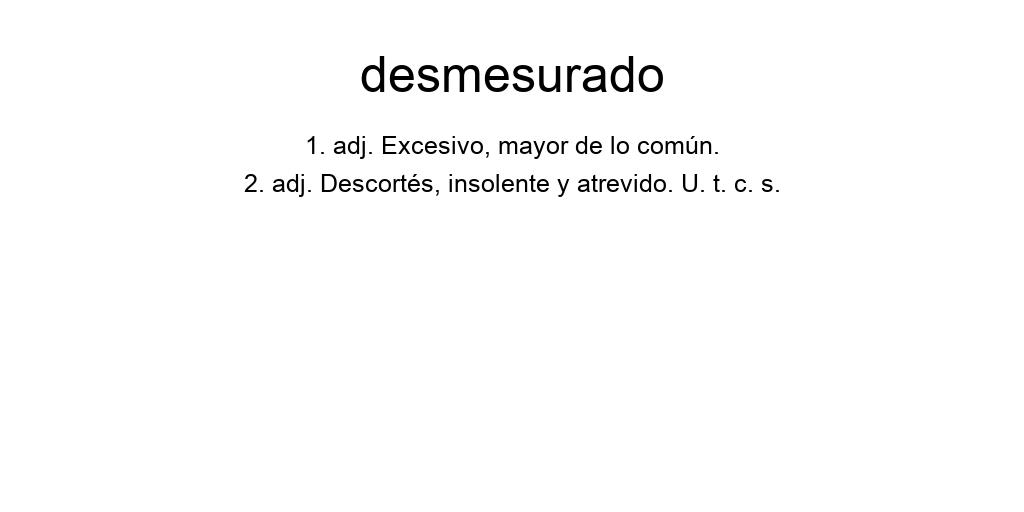 desmesurado
1. adj. Excesivo, mayor de lo común.
2. adj. Descortés, insolente y atrevido. U. t. c. s.